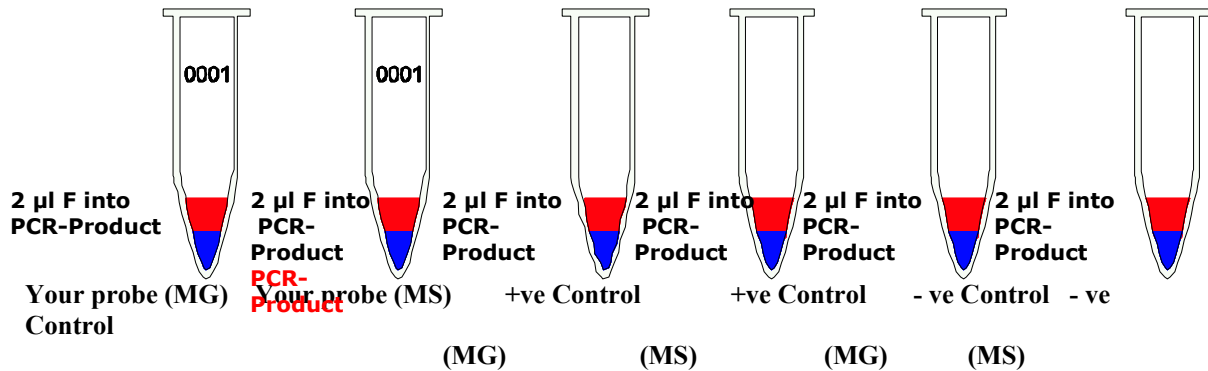 0001
0001
2 µl F into
PCR-Product
2 µl F into
PCR-
Product
PCR-
Product
2 µl F into
PCR-
Product
2 µl F into
PCR-
Product
2 µl F into
PCR-
Product
2 µl F into
PCR-
Product
Your probe (MG) Your probe (MS) +ve Control +ve Control - ve Control - ve
Control
(MG) (MS) (MG) (MS)